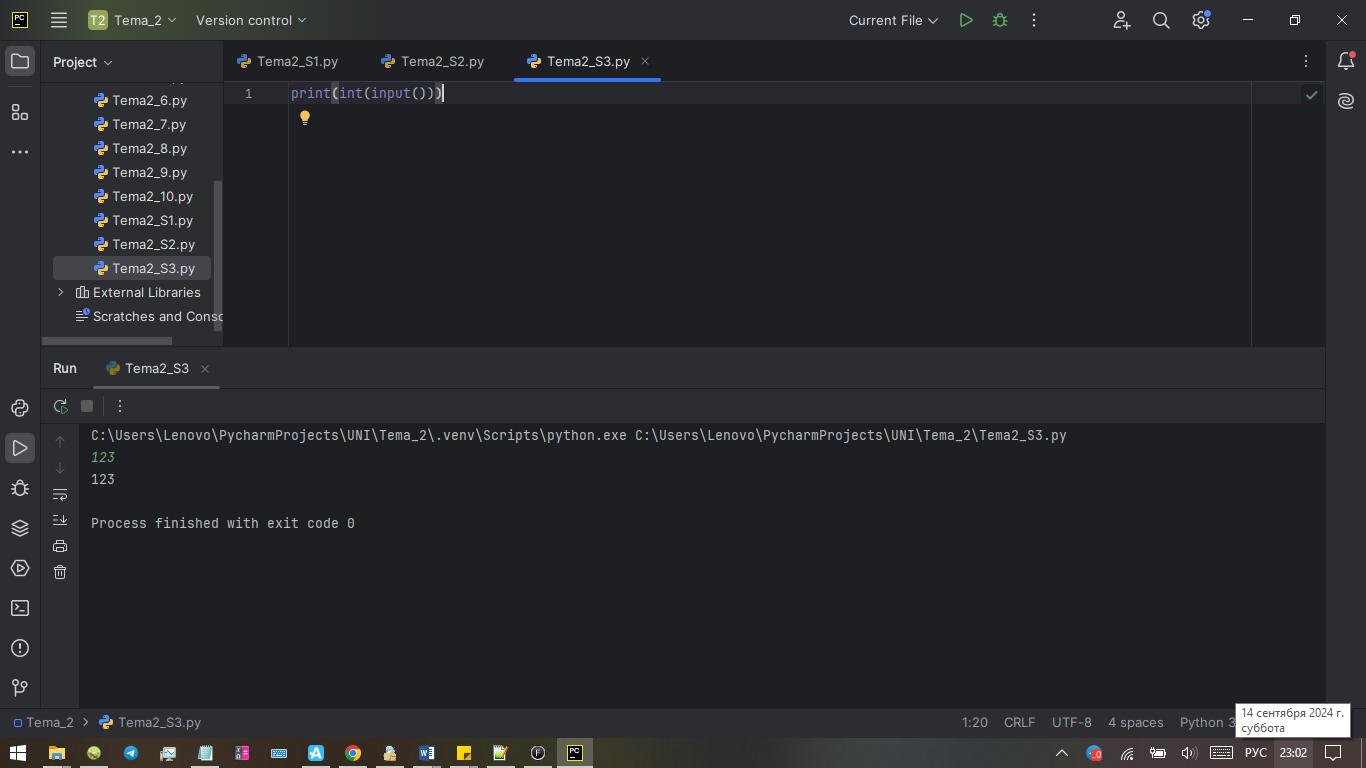 PC T2 Tema_2 Version control Current File
Project
Tema2_S1.py Tema2_S2.py Tema2_S3.py
1 print(int(input()))
Tema2_6.py
Tema2_7.py
Tema2_8.py
Tema2_9.py
Tema2_10.py
Tema2_S1.py
Tema2_S2.py
Tema2_S3.py
External Libraries
Scratches and Consc
Run Tema2_S3
C:\Users\Lenovo\PycharmProjects\UNI\Tema_2\.venv\Scripts\python.exe C:\Users\Lenovo\PycharmProjects\UNI\Tema_2\Tema2_S3.py
123
123
Process finished with exit code 0
Tema_2 Tema2_S3.py 1:20 CRLF UTF-8 4 spaces Python 3
14 сентября 2024 г.
суббота
РУС 23:02